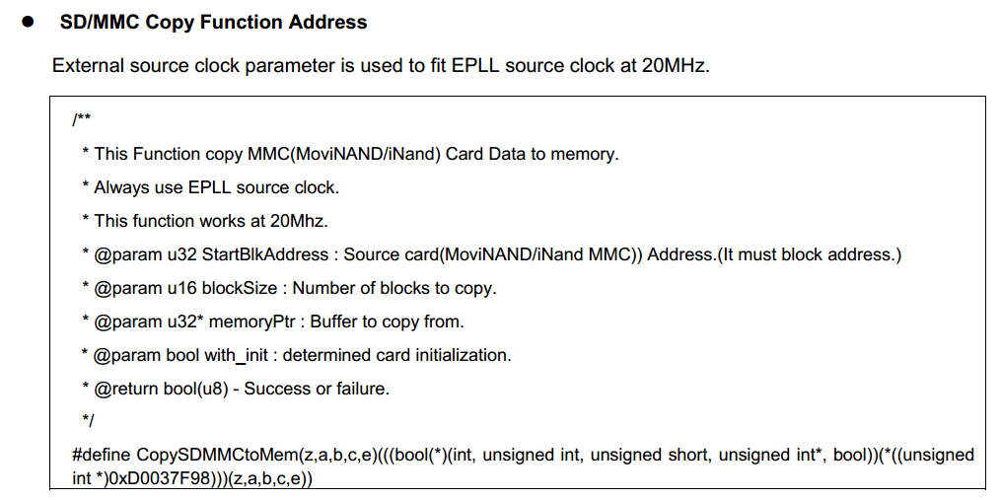 ● SD/MMC Copy Function Address
External source clock parameter is used to fit EPLL source clock at 20MHz.
/**
* This Function copy MMC(MoviNAND/iNand) Card Data to memory.
* Always use EPLL source clock.
* This function works at 20Mhz.
* @param u32 StartBlkAddress : Source card(MoviNAND/iNand MMC)) Address.(It must block address.)
* @param u16 blockSize : Number of blocks to copy.
* @param u32* memoryPtr : Buffer to copy from.
* @param bool with_init : determined card initialization.
* @return bool(u8) - Success or failure.
*/
#define CopySDMMCtoMem(z,a,b,c,e)(((bool(*)(int, unsigned int, unsigned short, unsigned int*, bool))(*((unsigned
int *)0xD0037F98)))(z,a,b,c,e))